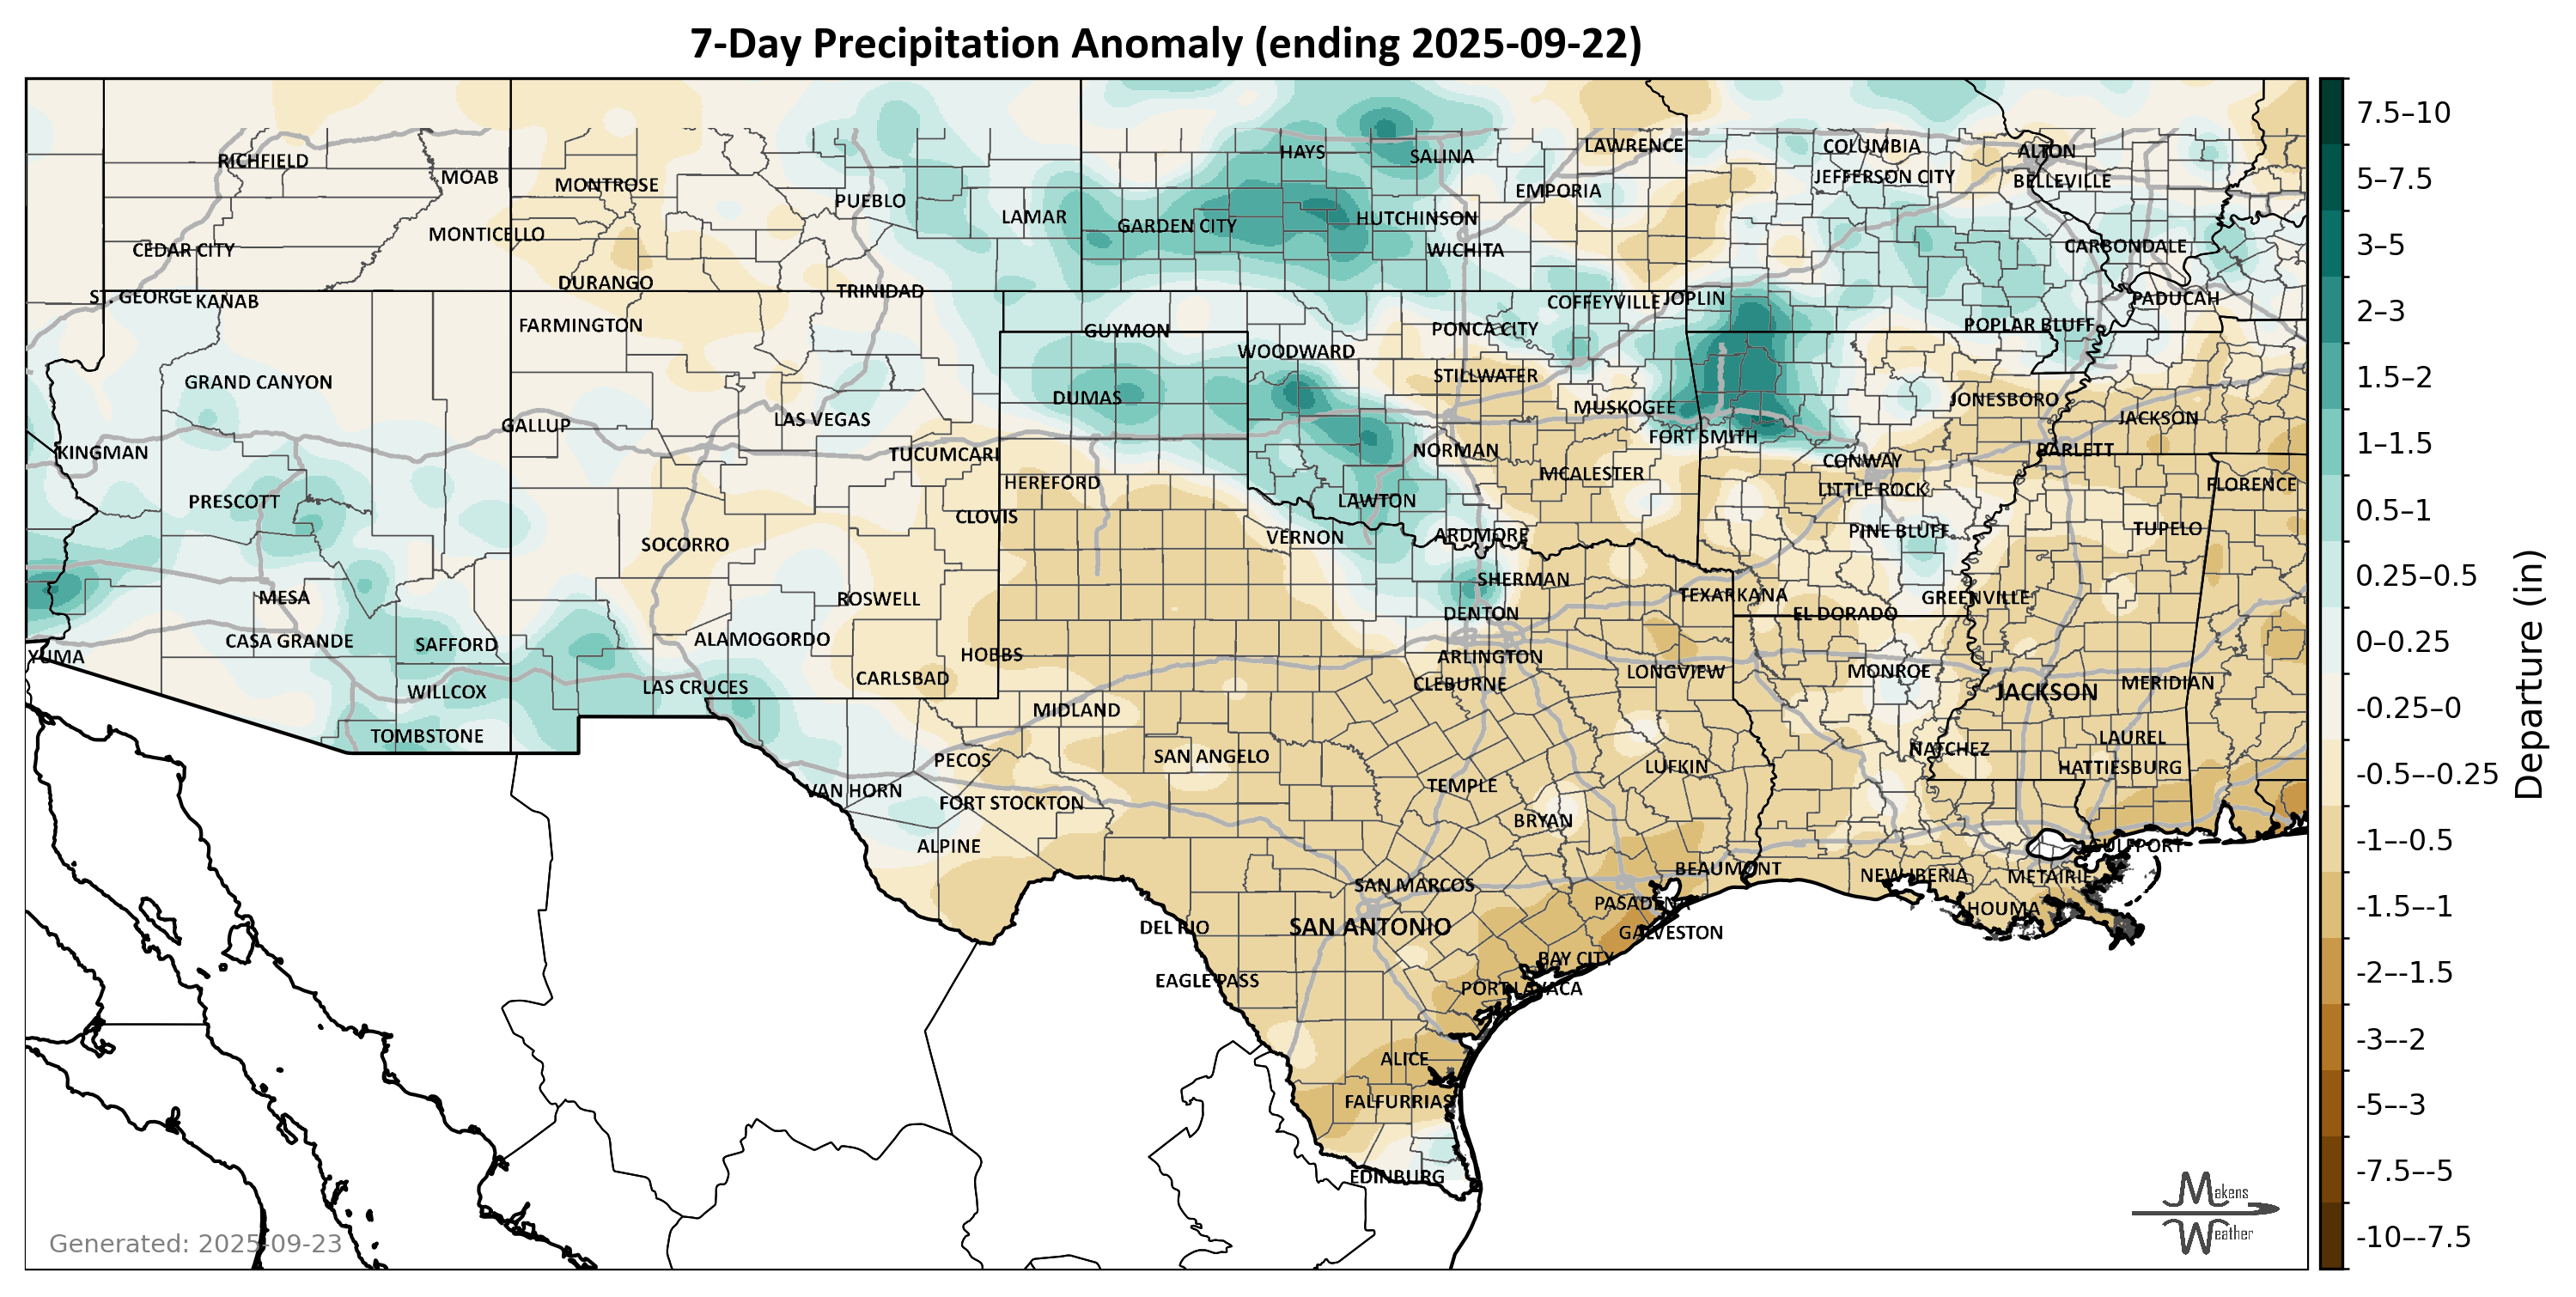 7-Day Precipitation Anomaly (ending 2025-09-22)
HAYS
SALINA
LAWRENCE
COLUMBIA
ALTON
RICHFIELD
MOAB
MONTROSE
EMPORIA
JEFFERSON CITY
BELLEVILLE
PUEBLO
LAMAR
GARDEN CITY
HUTCHINSON
MONTICELLO
CEDAR CITY
WICHITA
CARBONDALE
DURANGO
TRINIDAD
ST. GEORGE
KANAB
COFFEYVILLE
JOPLIN
PADUCAH
FARMINGTON
GUYMON
PONCA CITY
POPLAR BLUFF
WOODWARD
GRAND CANYON
STILLWATER
DUMAS
MUSKOGEE
JONESBORO
JACKSON
GALLUP
LAS VEGAS
FORT SMITH
KINGMAN
TUCUMCARI
NORMAN
BARLETT
CONWAY
HEREFORD
MCALESTER
FLORENCE
PRESCOTT
LAWTON
LITTLE ROCK
CLOVIS
PINE BLUFF
TUPELO
SOCORRO
VERNON
ARDMORE
SHERMAN
MESA
ROSWELL
TEXARKANA
GREENVILLE
DENTON
EL DORADO
CASA GRANDE
SAFFORD
ALAMOGORDO
YUMA
HOBBS
ARLINGTON
LONGVIEW
MONROE
CARLSBAD
CLEBURNE
WILLCOX
LAS CRUCES
JACKSON
MERIDIAN
MIDLAND
TOMBSTONE
LAUREL
PECOS
SAN ANGELO
NATCHEZ
LUFKIN
HATTIESBURG
VAN HORN
FORT STOCKTON
TEMPLE
BRYAN
ALPINE
GULFPORT
BEAUMONT
SAN MARCOS
NEW IBERIA
METAIRIE
PASADENA
HOUMA
DEL RIO
SAN ANTONIO
GALVESTON
BAY CITY
EAGLE PASS
PORT LAVACA
ALICE
FALFURRIAS
EDINBURG
Generated: 2025-09-23
Makens
Weather
7.5–10
5–7.5
3–5
2–3
1.5–2
1–1.5
0.5–1
0.25–0.5
0–0.25
-0.25–0
-0.5–-0.25
-1–-0.5
-1.5–-1
-2–-1.5
-3–-2
-5–-3
-7.5–-5
-10–-7.5
Departure (in)